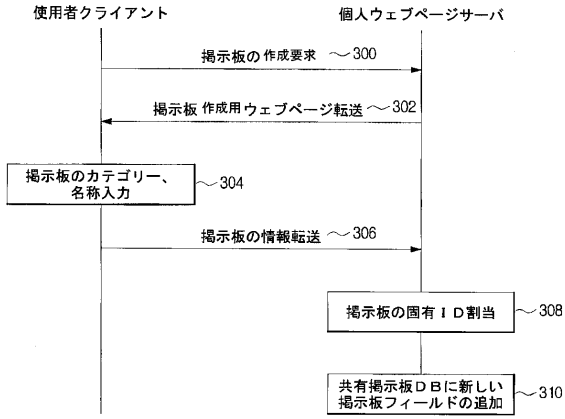 使用者クライアント
個人ウェブページサーバ
掲示板の作成要求 300
掲示板作成用ウェブページ転送 302
掲示板のカテゴリー、
名称入力
304
掲示板の情報転送 306
掲示板の固有ID割当
308
共有掲示板DBに新しい
掲示板フィールドの追加
310